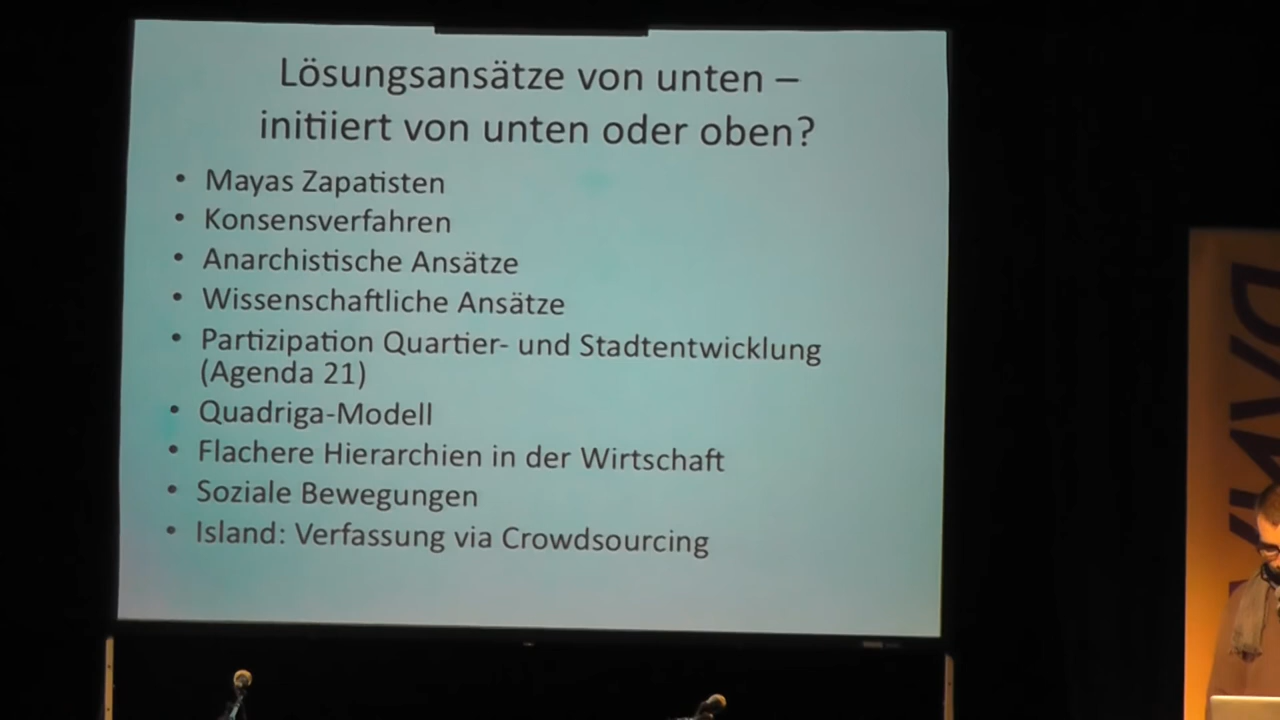 Lösungsansätze von unten –
initiiert von unten oder oben?
• Mayas Zapatisten
• Konsensverfahren
• Anarchistische Ansätze
• Wissenschaftliche Ansätze
• Partizipation Quartier- und Stadtentwicklung
(Agenda 21)
• Quadriga-Modell
• Flachere Hierarchien in der Wirtschaft
• Soziale Bewegungen
• Island: Verfassung via Crowdsourcing